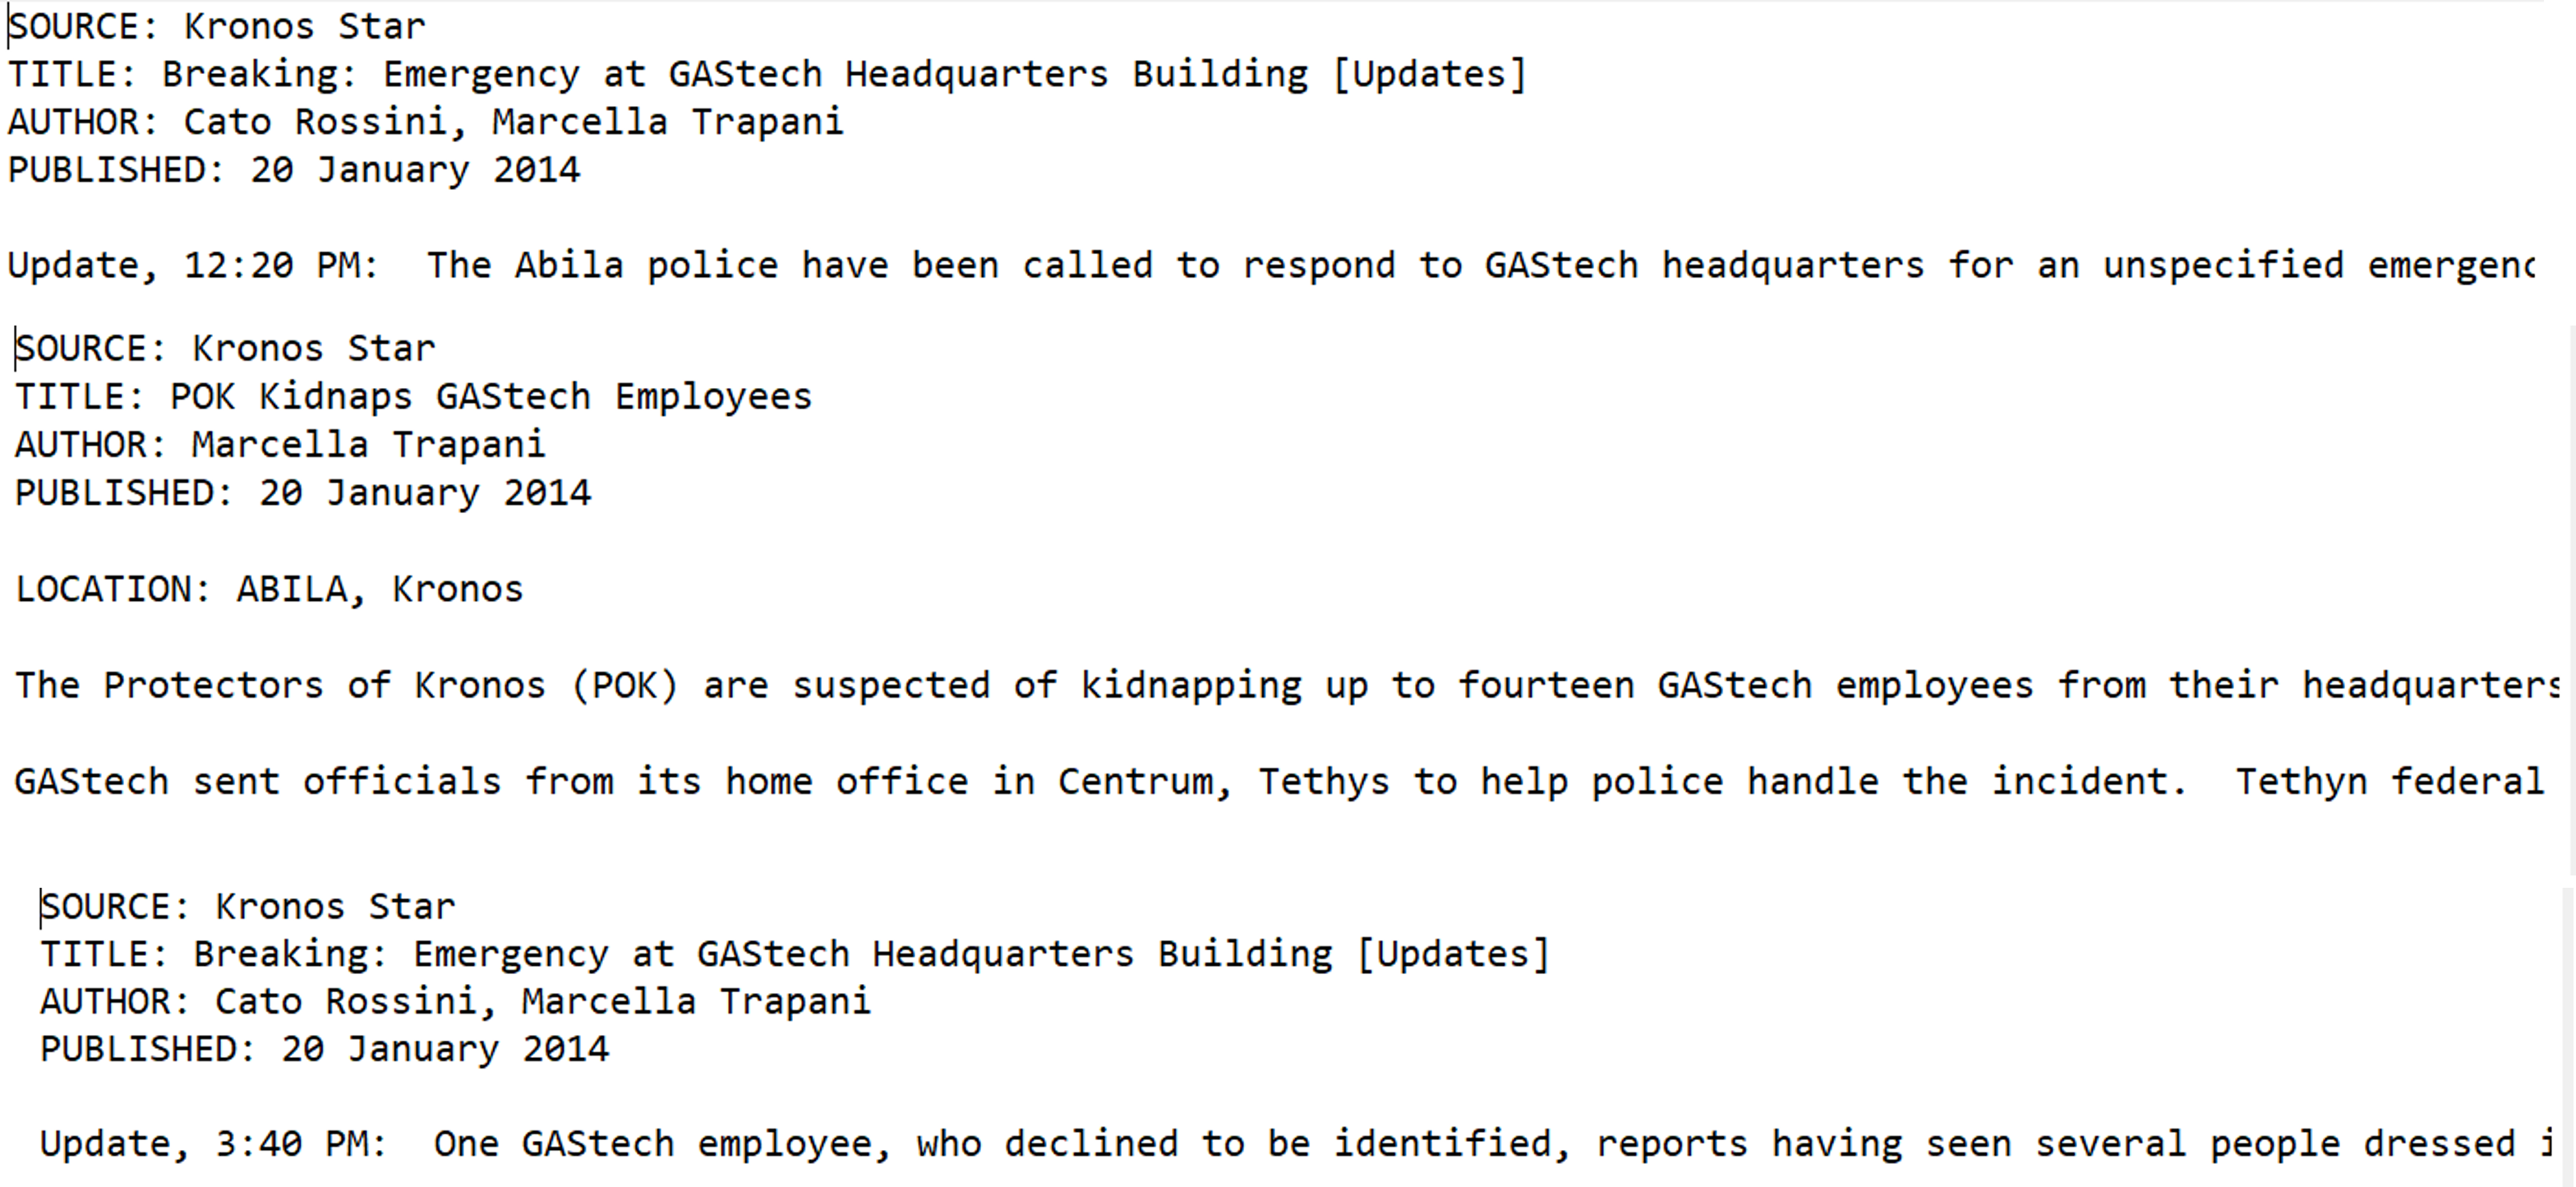 SOURCE: Kronos Star
TITLE: Breaking: Emergency at GAStech Headquarters Building [Updates]
AUTHOR: Cato Rossini, Marcella Trapani
PUBLISHED: 20 January 2014
Update, 12:20 PM:  The Abila police have been called to respond to GAStech headquarters for an unspecified emergenc
SOURCE: Kronos Star
TITLE: POK Kidnaps GAStech Employees
AUTHOR: Marcella Trapani
PUBLISHED: 20 January 2014
LOCATION: ABILA, Kronos
The Protectors of Kronos (POK) are suspected of kidnapping up to fourteen GAStech employees from their headquarters
GAStech sent officials from its home office in Centrum, Tethys to help police handle the incident.  Tethyn federal
SOURCE: Kronos Star
TITLE: Breaking: Emergency at GAStech Headquarters Building [Updates]
AUTHOR: Cato Rossini, Marcella Trapani
PUBLISHED: 20 January 2014
Update, 3:40 PM:  One GAStech employee, who declined to be identified, reports having seen several people dressed i